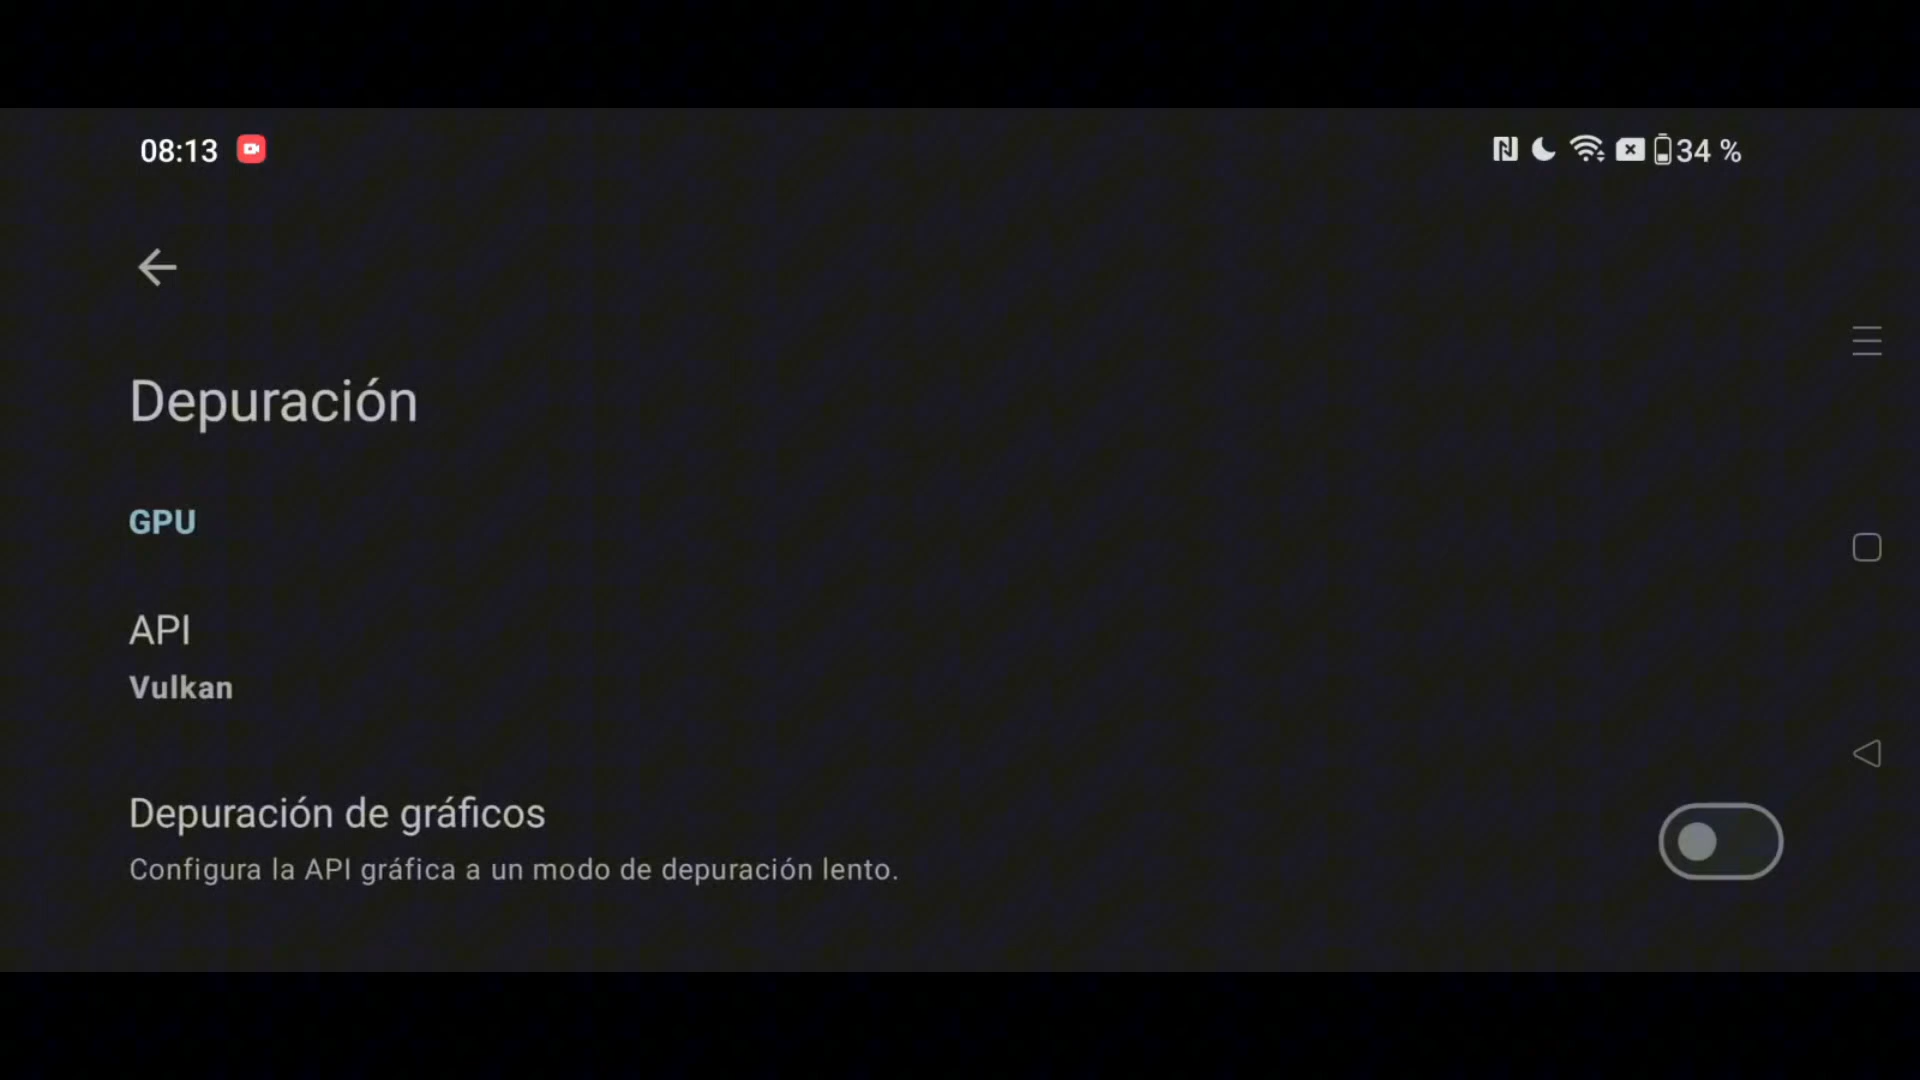 08:13
34 %
Depuración
GPU
API
Vulkan
Depuración de gráficos
Configura la API gráfica a un modo de depuración lento.